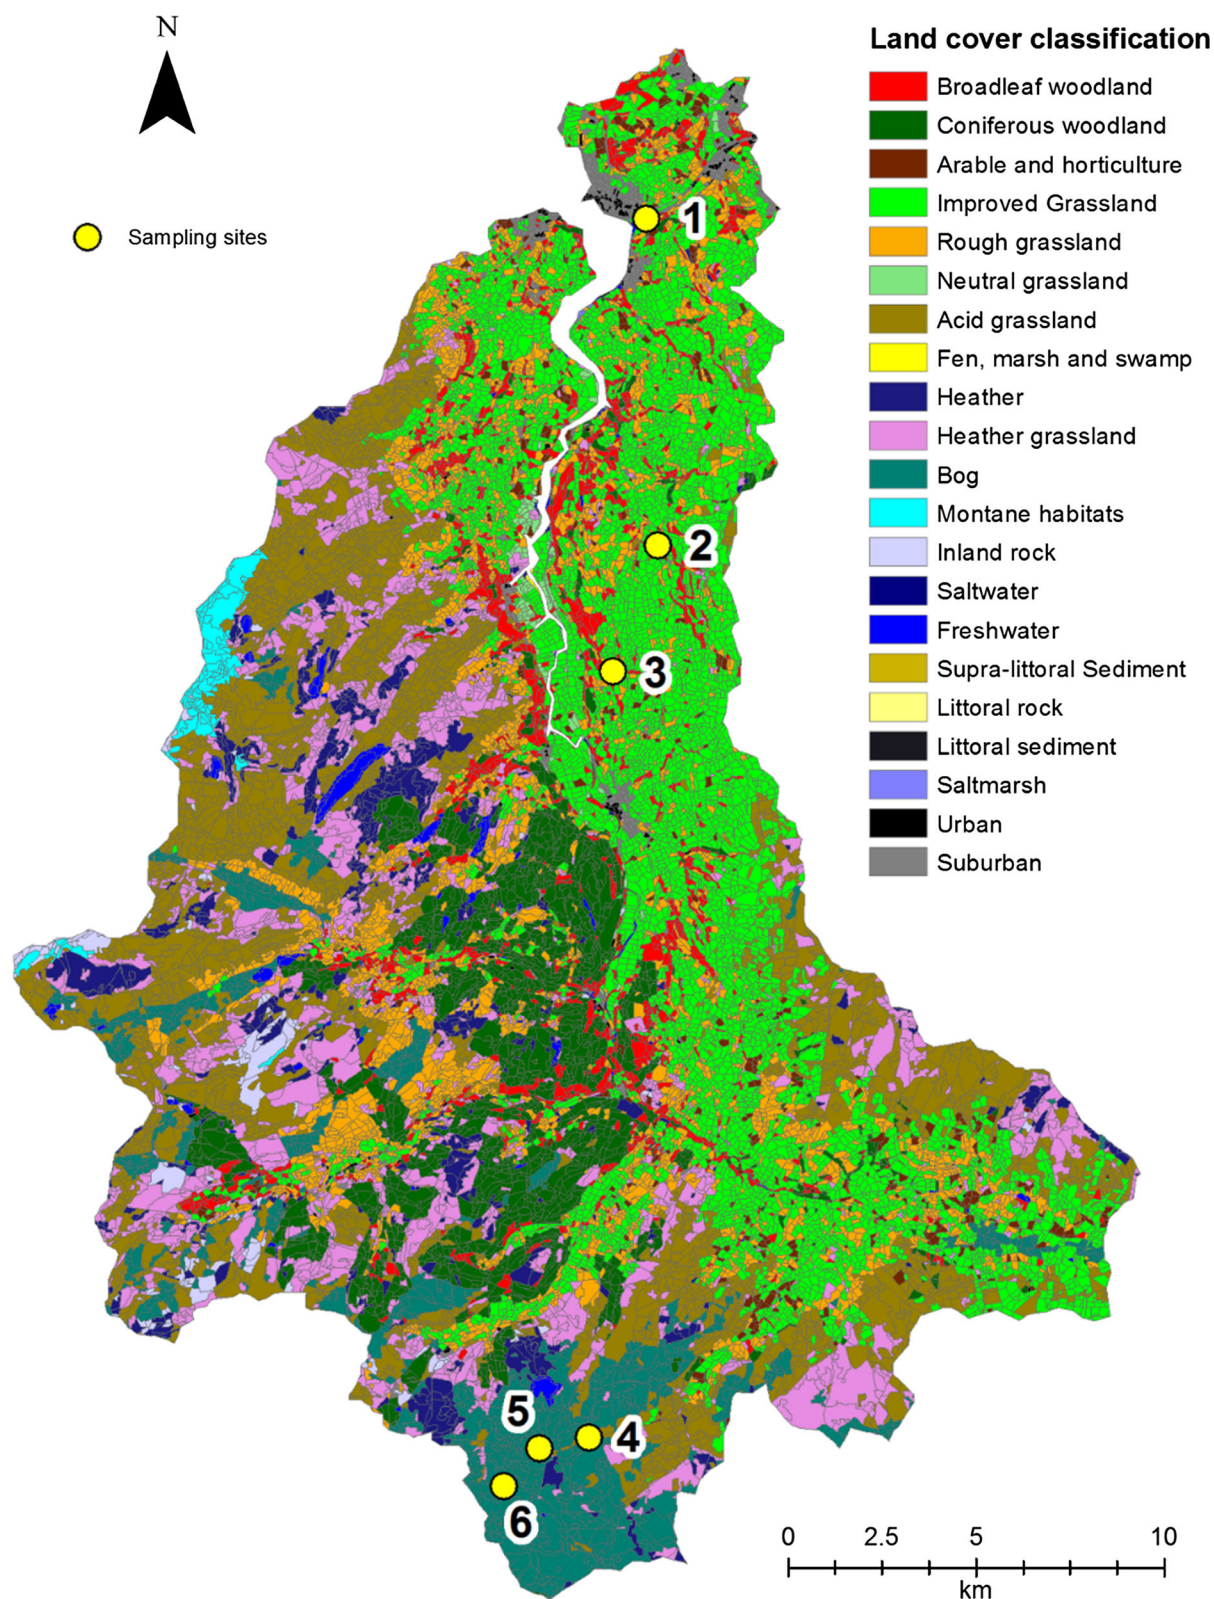 N
Sampling sites
Land cover classification
Broadleaf woodland
Coniferous woodland
Arable and horticulture
Improved Grassland
Rough grassland
Neutral grassland
Acid grassland
Fen, marsh and swamp
Heather
Heather grassland
Bog
Montane habitats
Inland rock
Saltwater
Freshwater
Supra-littoral Sediment
Littoral rock
Littoral sediment
Saltmarsh
Urban
Suburban
1
2
3
5
4
6
0 2.5 5 10
km